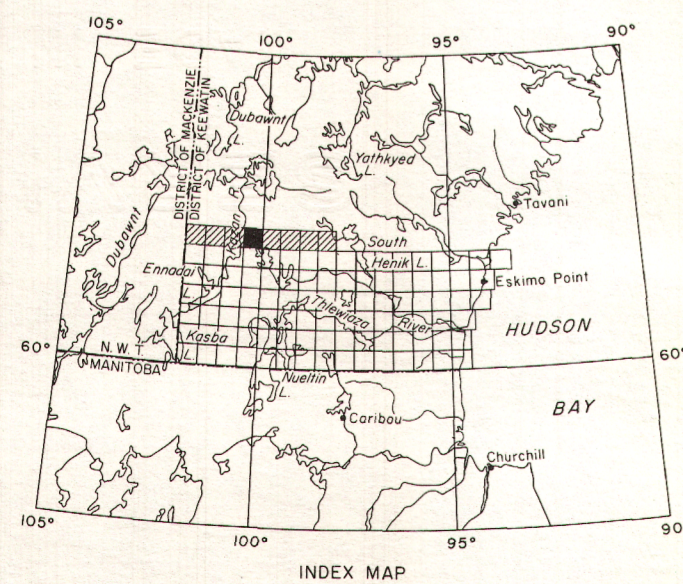 105°
100°
95°
90°
DISTRICT OF MACKENZIE
DISTRICT OF KEEWATIN
Dubawnt
L.
R.
Yathkyed
L.
R.
Tavani
Dubawnt
Kazan
South
Henik L.
Ennadai
L.
Eskimo Point
Thlewiaza
River
HUDSON
Kasba
L.
60°
N.W.T.
MANITOBA
60°
Nueltin
L.
BAY
Caribou
Churchill
105°
100°
95°
90
INDEX MAP